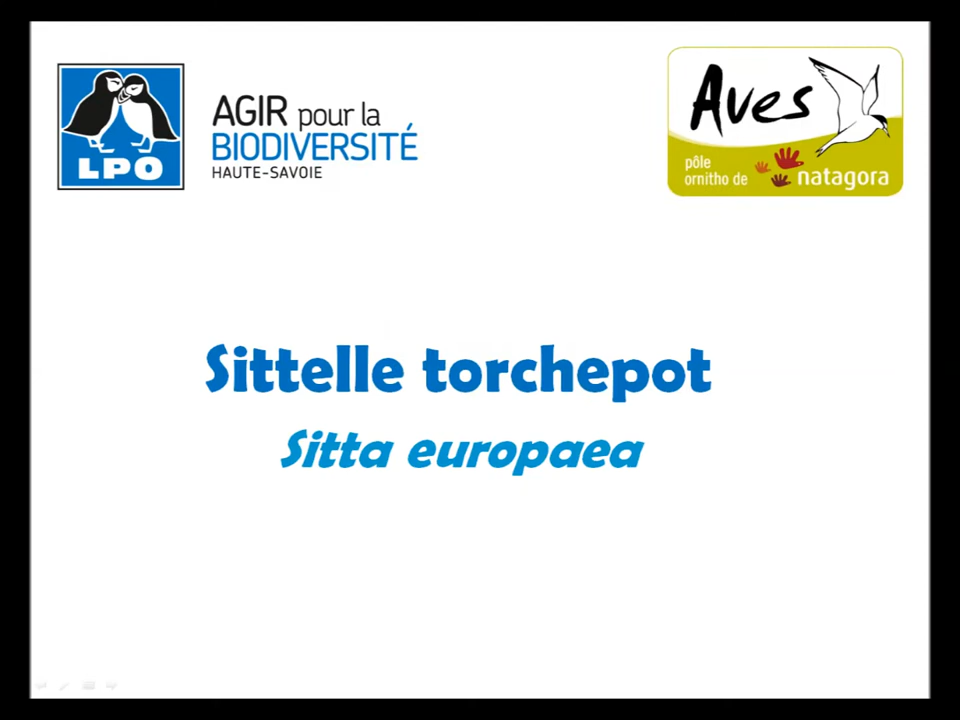 LPO
AGIR pour la
BIODIVERSITÉ
HAUTE-SAVOIE
Aves
pôle
ornitho de natagora
Sittelle torchepot
Sitta europaea